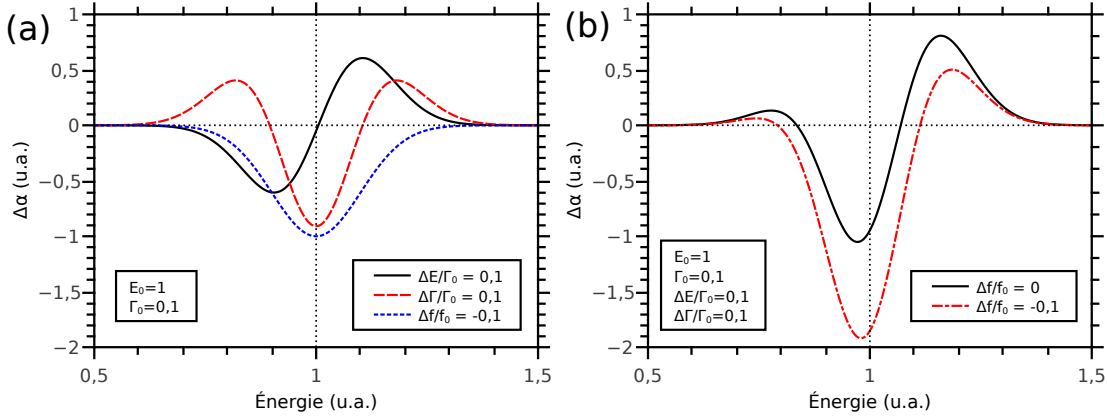 (a)
1
0,5
0
−0,5
−1
−1,5
−2
Δα (u.a.)
E₀=1
Γ₀=0,1
ΔE/Γ₀ = 0,1
ΔΓ/Γ₀ = 0,1
Δf/f₀ = -0,1
0,5 1 1,5
Énergie (u.a.)
(b)
1
0,5
0
−0,5
−1
−1,5
−2
Δα (u.a.)
E₀=1
Γ₀=0,1
ΔE/Γ₀=0,1
ΔΓ/Γ₀=0,1
Δf/f₀ = 0
Δf/f₀ = -0,1
0,5 1 1,5
Énergie (u.a.)